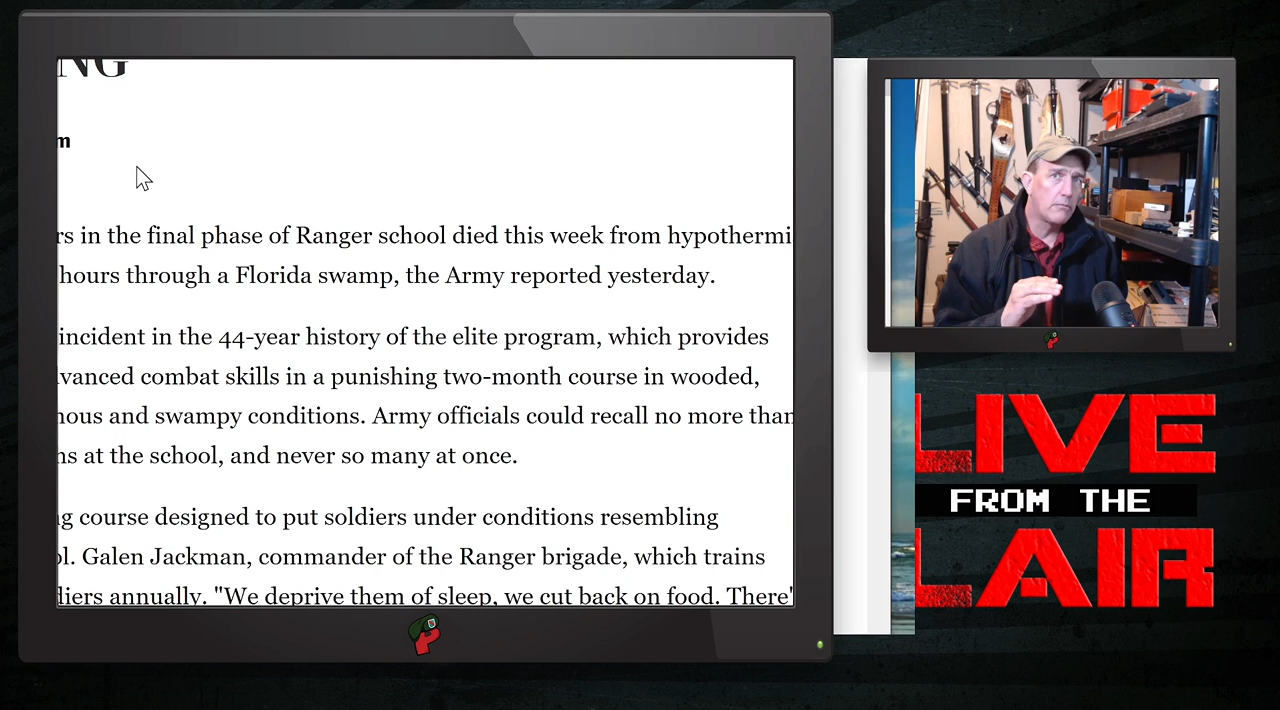 NG
m
rs in the final phase of Ranger school died this week from hypothermi
hours through a Florida swamp, the Army reported yesterday.
incident in the 44-year history of the elite program, which provides
vanced combat skills in a punishing two-month course in wooded,
nous and swampy conditions. Army officials could recall no more than
ns at the school, and never so many at once.
ng course designed to put soldiers under conditions resembling
ol. Galen Jackman, commander of the Ranger brigade, which trains
liers annually. "We deprive them of sleep, we cut back on food. There'
LIVE
FROM THE
LAIR